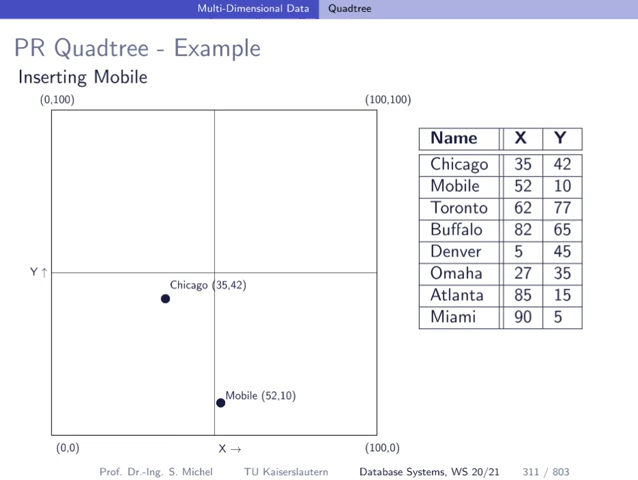 Multi-Dimensional Data Quadtree
PR Quadtree - Example
Inserting Mobile
(0,100) (100,100)
Y ↑
Chicago (35,42)
Mobile (52,10)
(0,0) X → (100,0)
Name X Y
Chicago 35 42
Mobile 52 10
Toronto 62 77
Buffalo 82 65
Denver 5 45
Omaha 27 35
Atlanta 85 15
Miami 90 5
Prof. Dr.-Ing. S. Michel TU Kaiserslautern Database Systems, WS 20/21 311 / 803